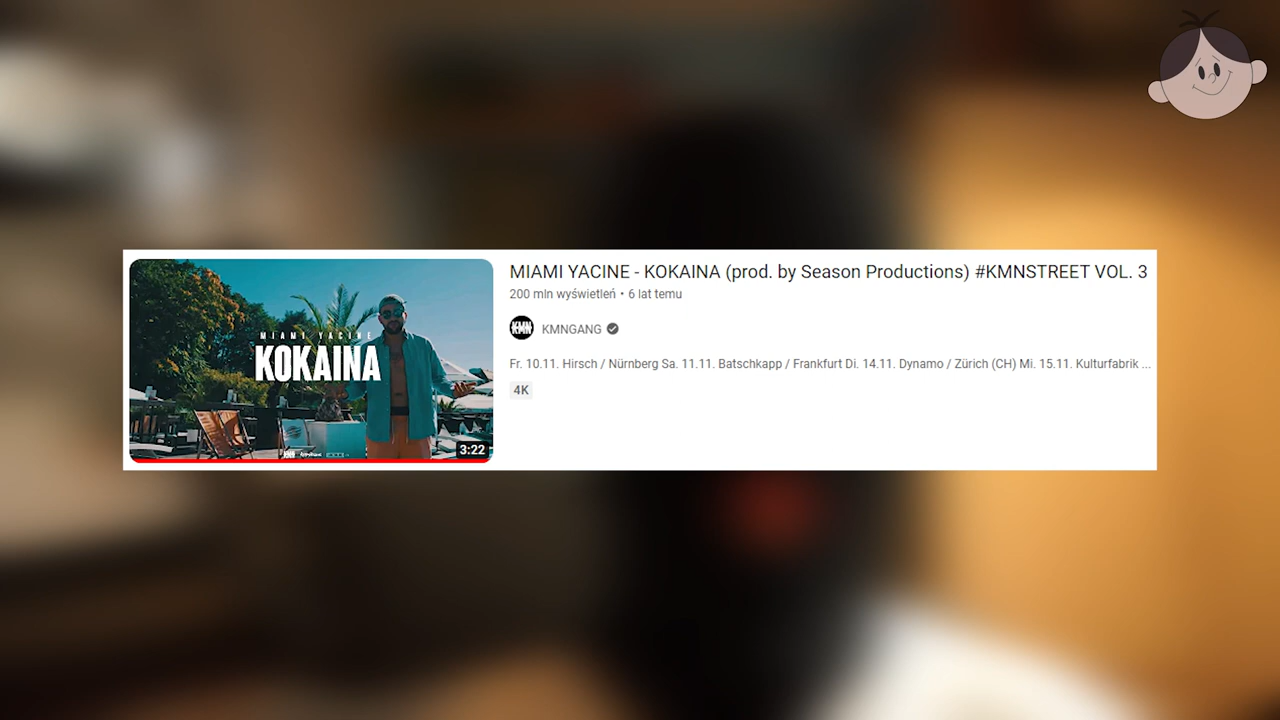 MIAMI YACINE
KOKAINA
3:22
MIAMI YACINE - KOKAINA (prod. by Season Productions) #KMNSTREET VOL. 3
200 mln wyświetleń • 6 lat temu
KMN KMNGANG
Fr. 10.11. Hirsch / Nürnberg Sa. 11.11. Batschkapp / Frankfurt Di. 14.11. Dynamo / Zürich (CH) Mi. 15.11. Kulturfabrik ...
4K